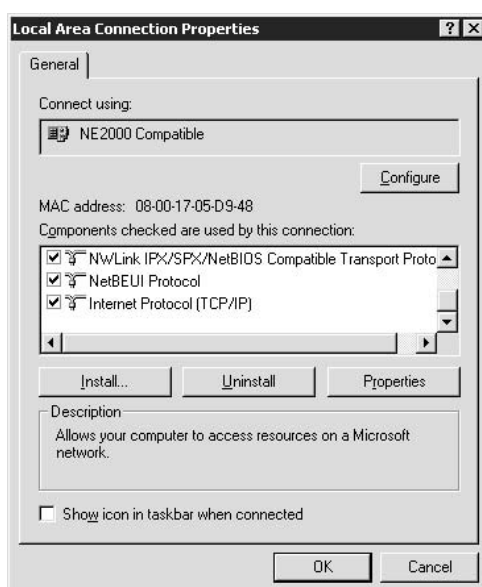 Local Area Connection Properties
General
Connect using:
NE2000 Compatible
Configure
MAC address: 08-00-17-05-D9-48
Components checked are used by this connection:
NWLink IPX/SPX/NetBIOS Compatible Transport Proto
NetBEUI Protocol
Internet Protocol (TCP/IP)
Install... Uninstall Properties
Description
Allows your computer to access resources on a Microsoft
network.
Show icon in taskbar when connected
OK Cancel